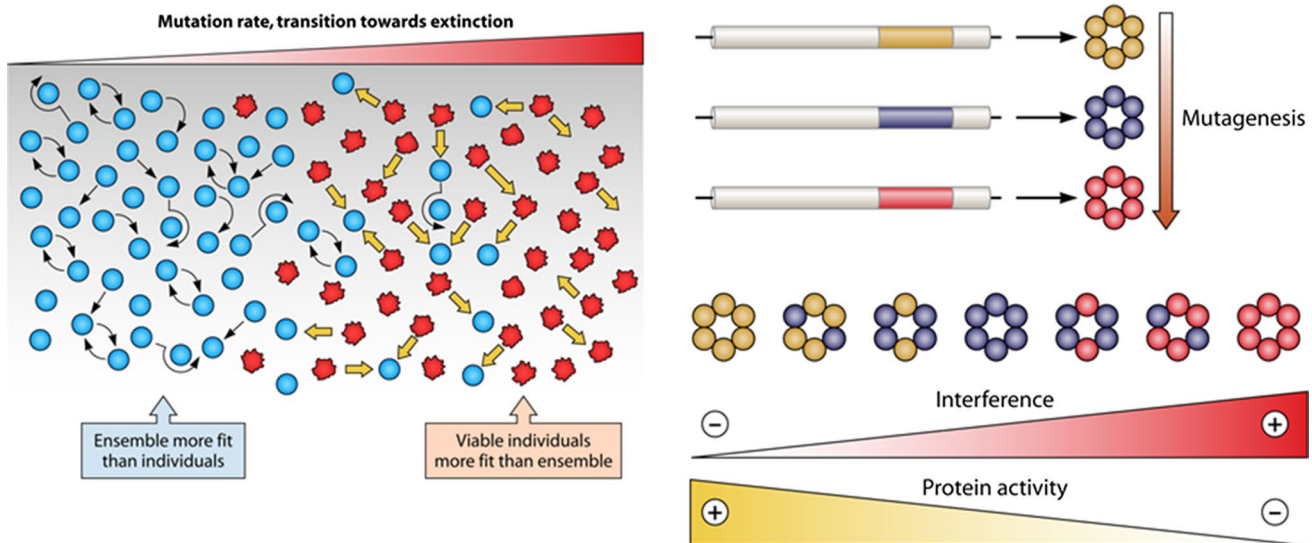 Mutation rate, transition towards extinction
Ensemble more fit
than individuals
Viable individuals
more fit than ensemble
Mutagenesis
Interference
−
+
Protein activity
+
−